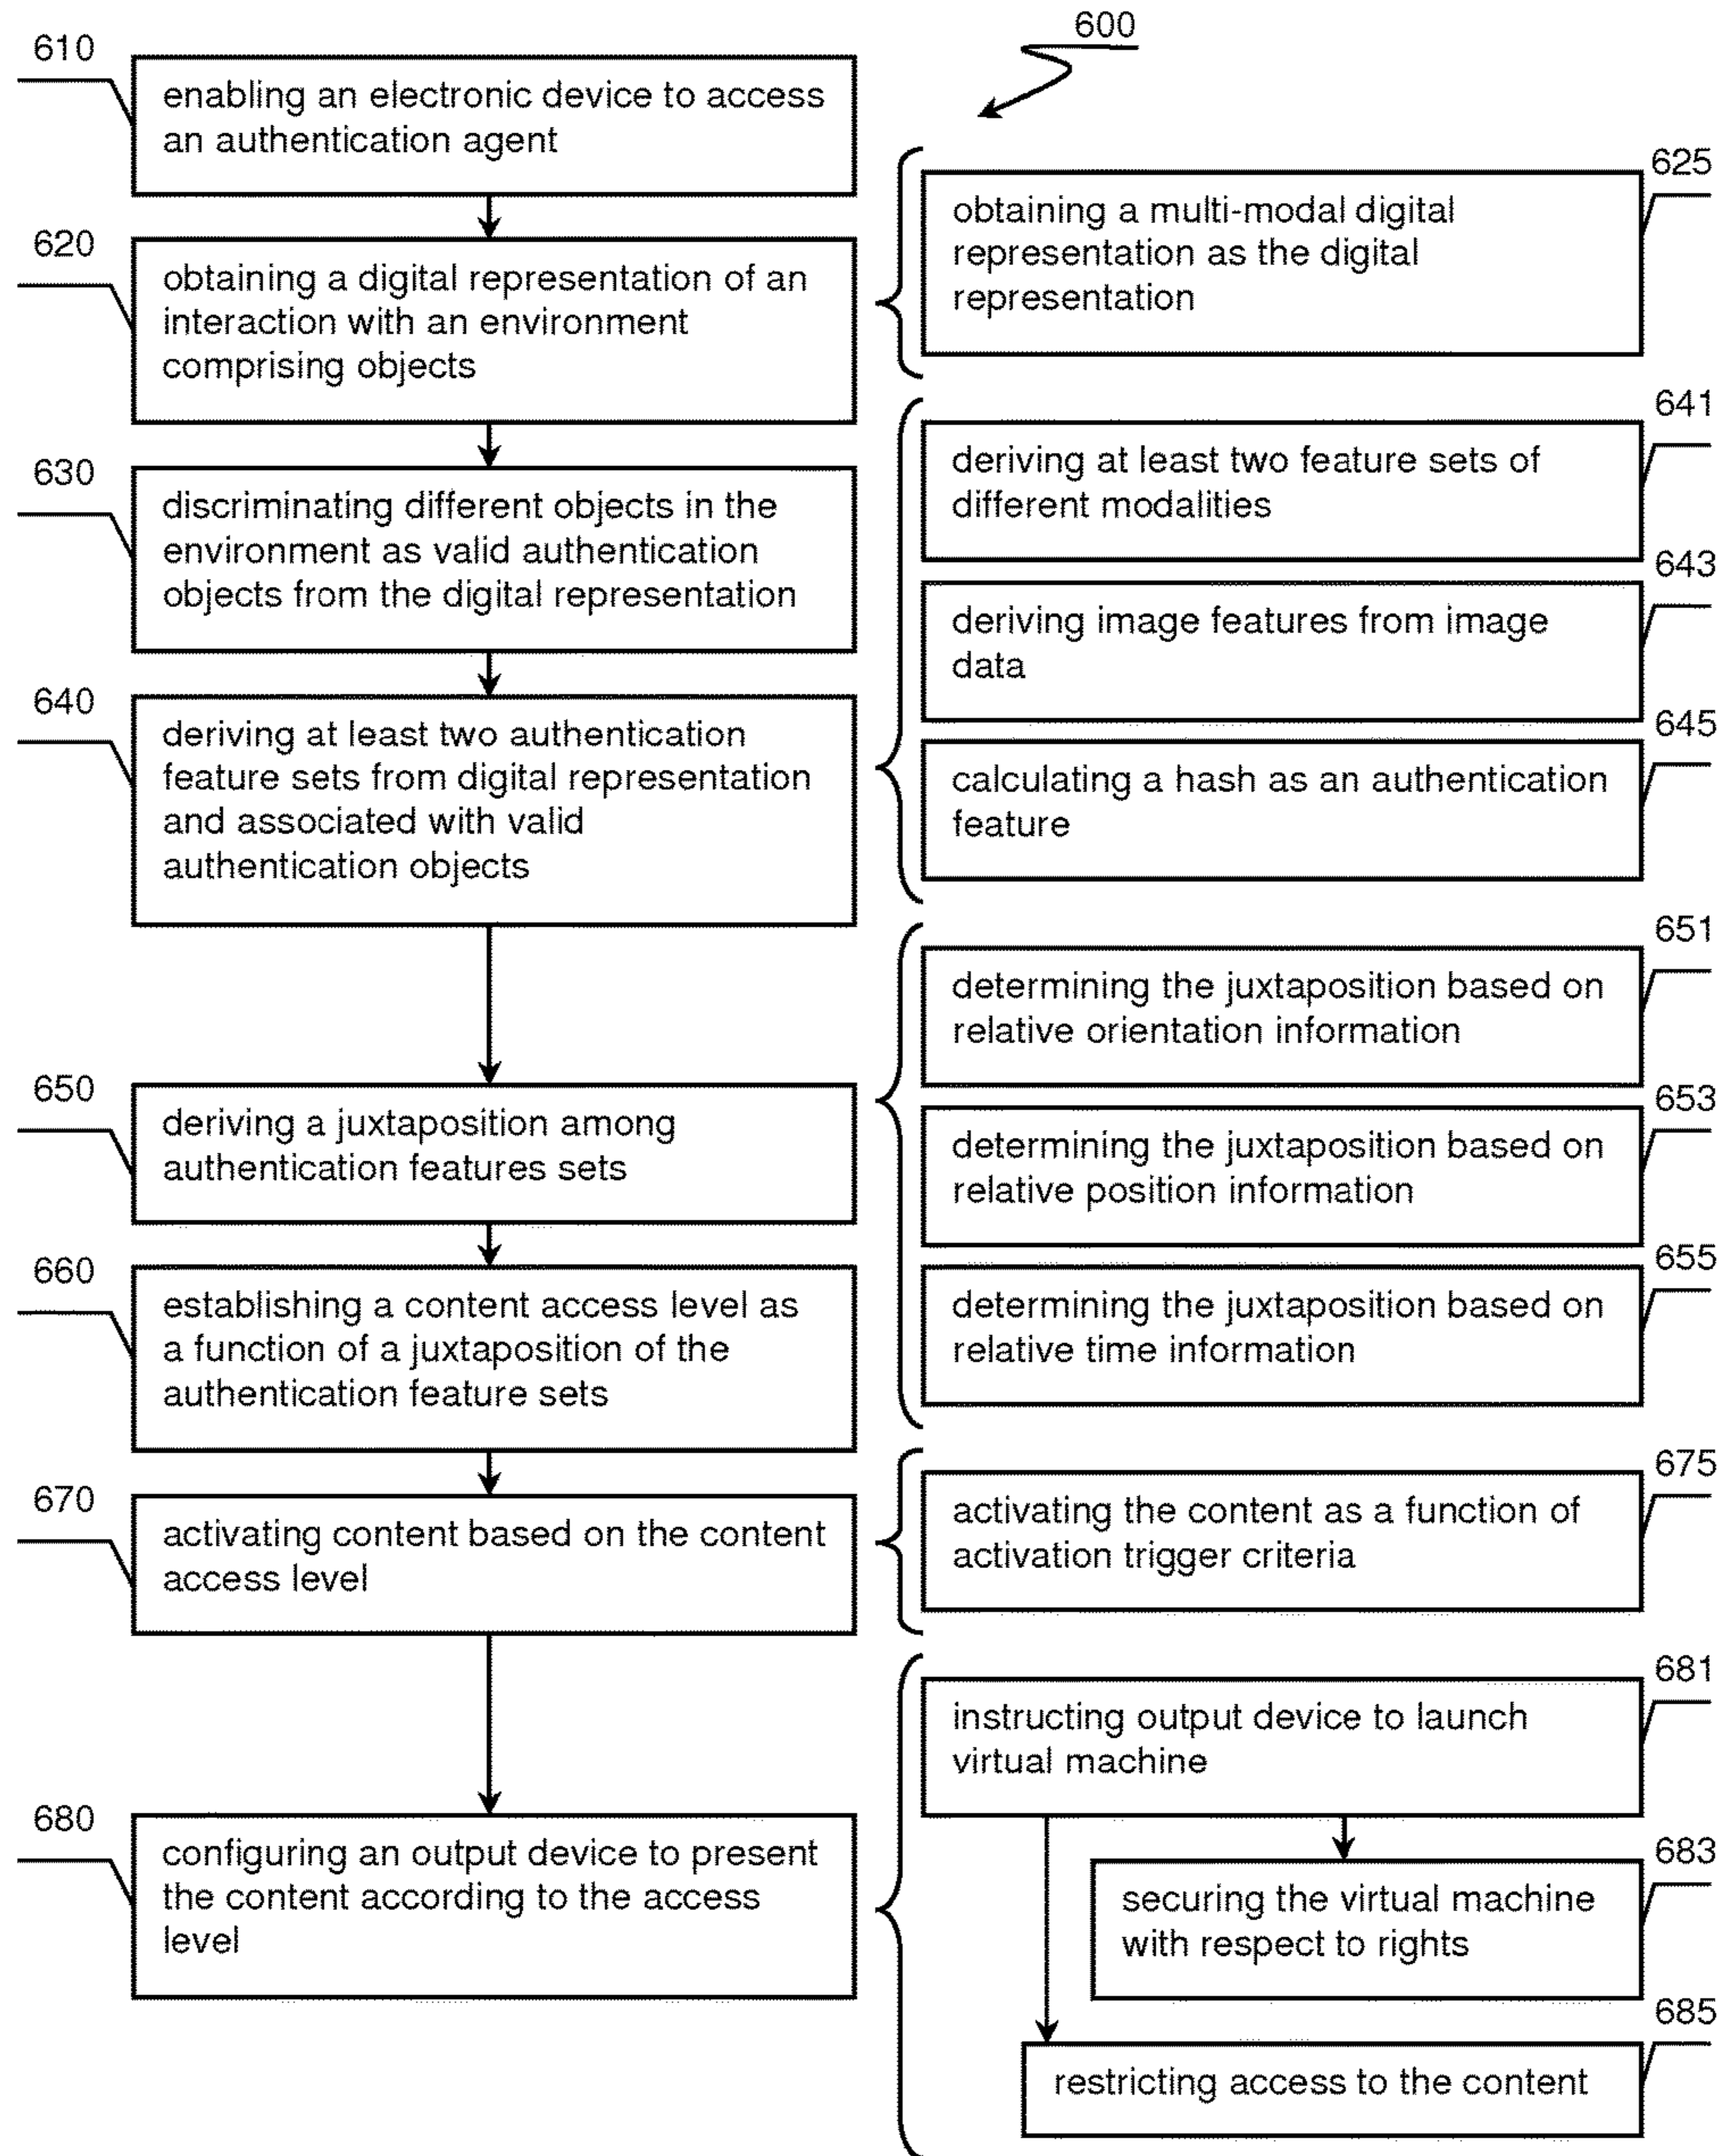 600
610
enabling an electronic device to access
an authentication agent
625
obtaining a multi-modal digital
representation as the digital
representation
620
obtaining a digital representation of an
interaction with an environment
comprising objects
641
deriving at least two feature sets of
different modalities
630
discriminating different objects in the
environment as valid authentication
objects from the digital representation
643
deriving image features from image
data
640
deriving at least two authentication
feature sets from digital representation
and associated with valid
authentication objects
645
calculating a hash as an authentication
feature
651
determining the juxtaposition based on
relative orientation information
650
deriving a juxtaposition among
authentication features sets
653
determining the juxtaposition based on
relative position information
660
establishing a content access level as
a function of a juxtaposition of the
authentication feature sets
655
determining the juxtaposition based on
relative time information
670
activating content based on the content
access level
675
activating the content as a function of
activation trigger criteria
681
instructing output device to launch
virtual machine
680
configuring an output device to present
the content according to the access
level
683
securing the virtual machine
with respect to rights
685
restricting access to the content